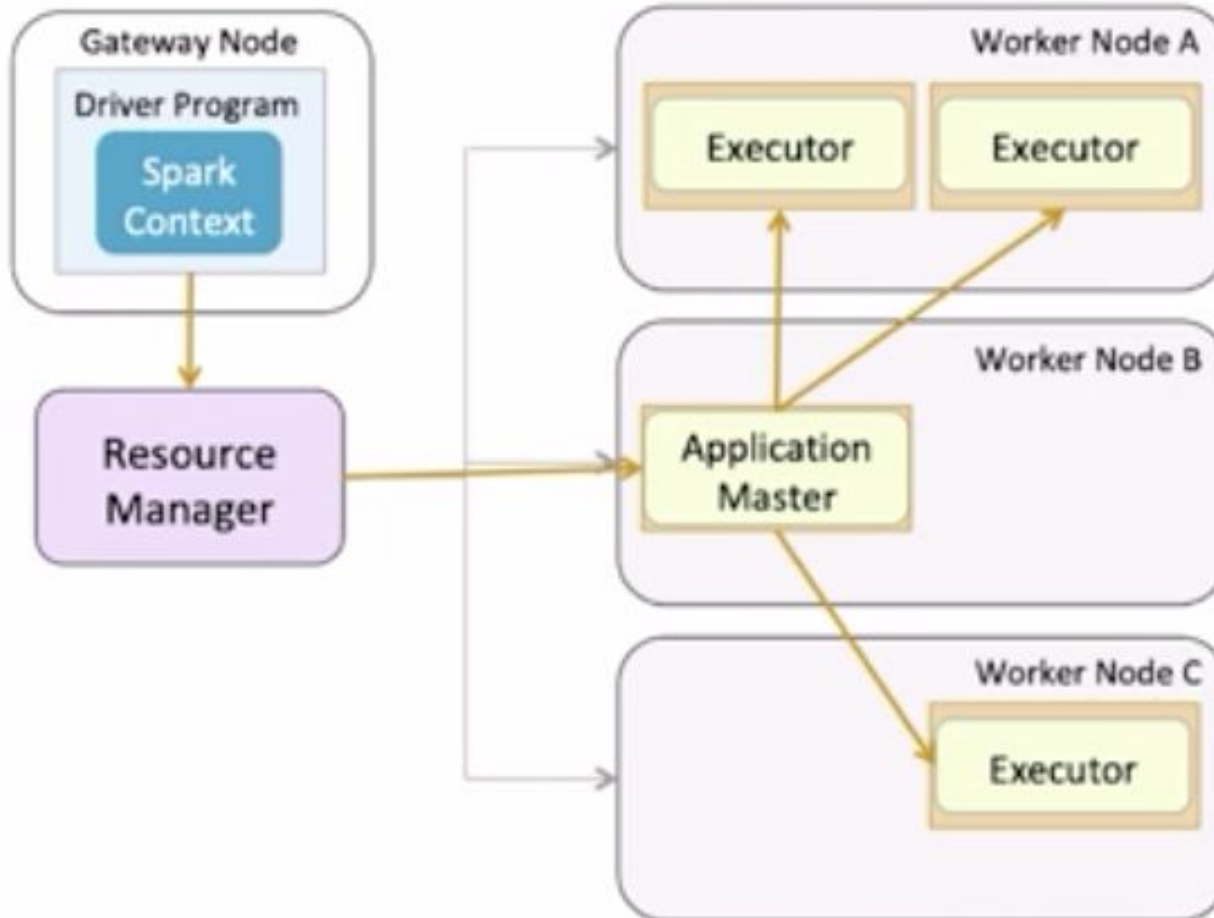 Gateway Node
Driver Program
Spark
Context
Resource
Manager
Worker Node A
Executor
Executor
Worker Node B
Application
Master
Worker Node C
Executor